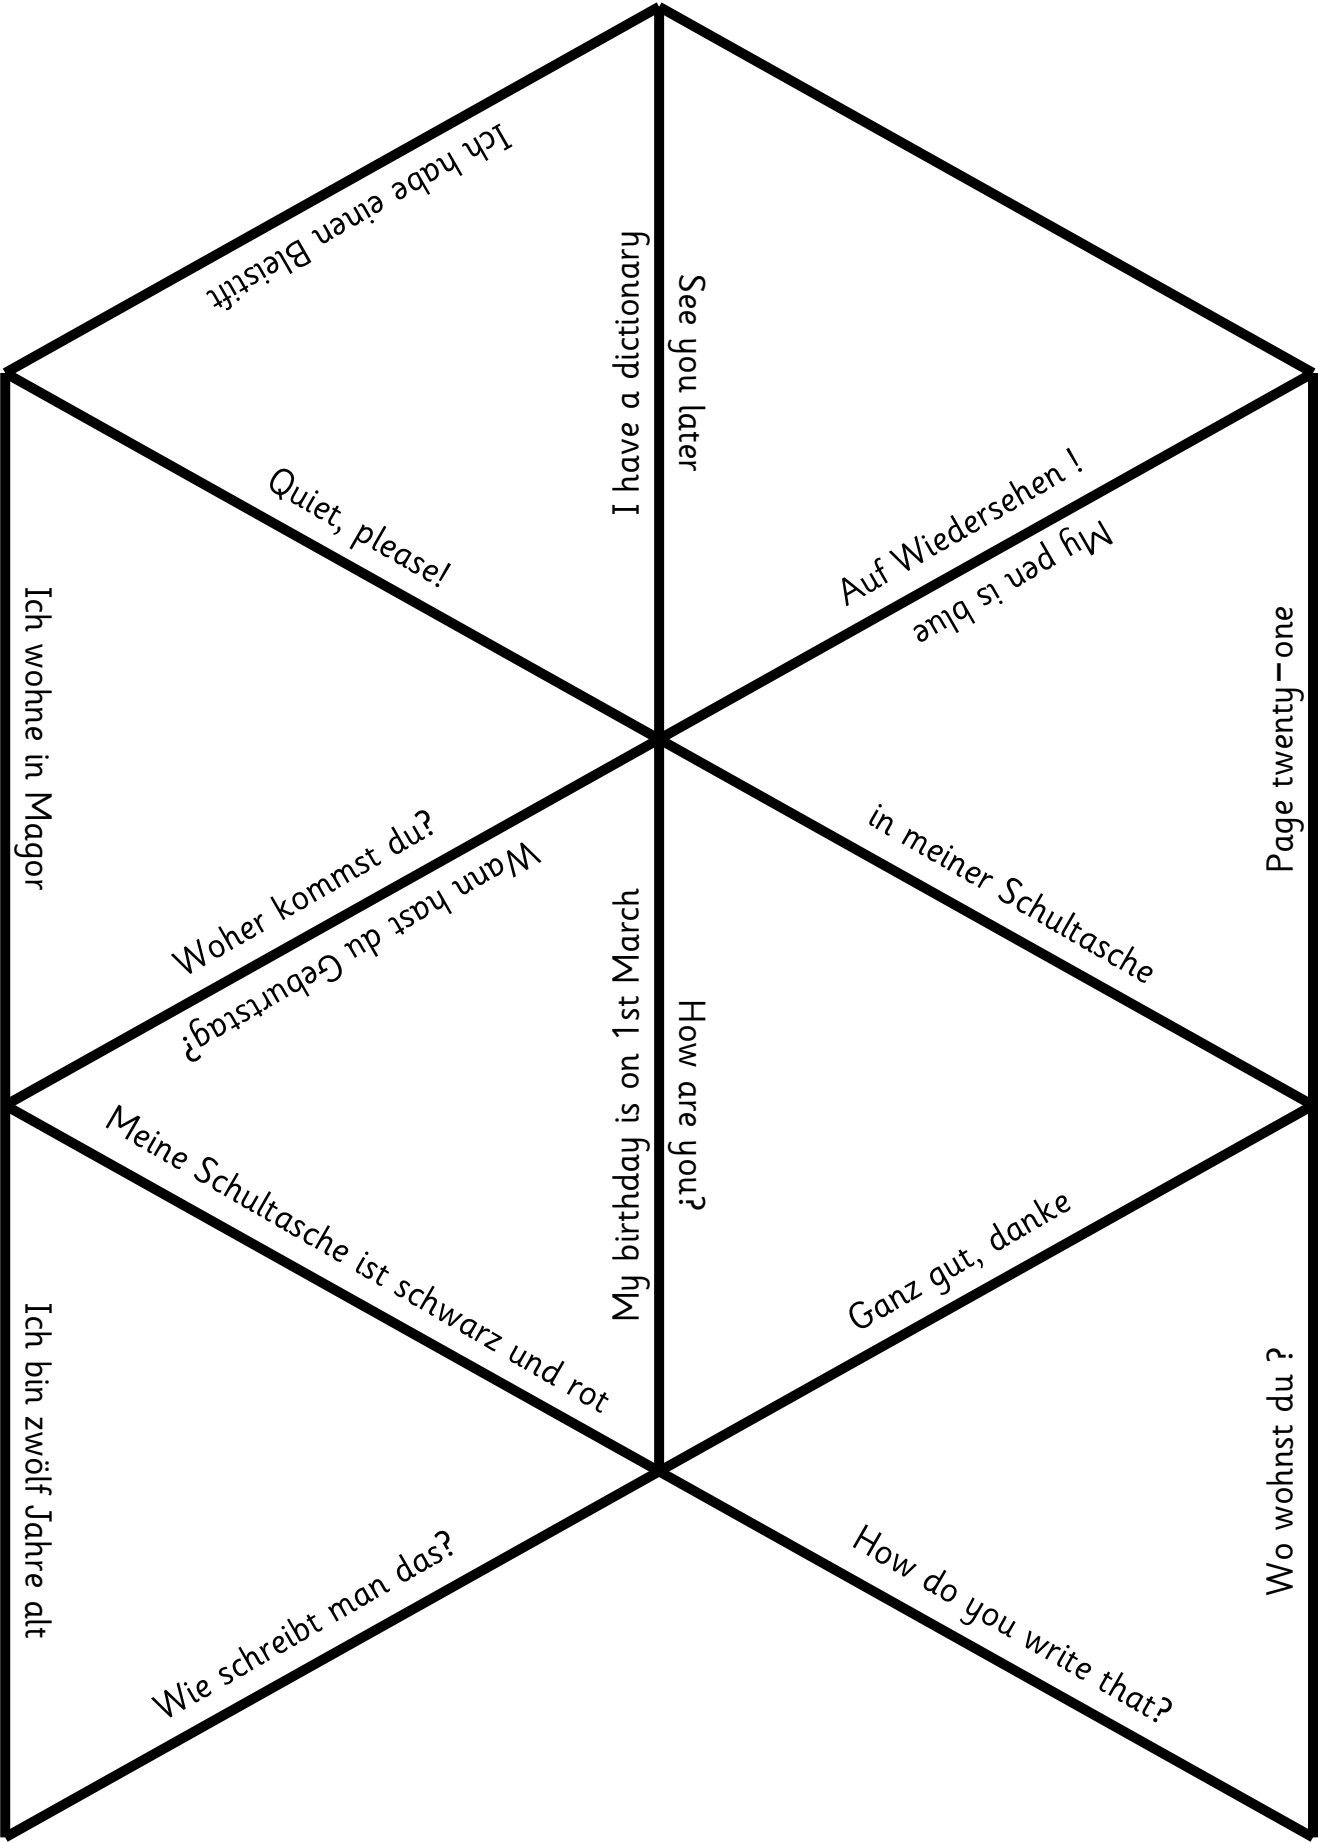 Ich habe einen Bleistift
I have a dictionary
See you later
Quiet, please!
Auf Wiedersehen !
My pen is blue
Ich wohne in Magor
Page twenty-one
Woher kommst du?
in meiner Schultasche
Wann hast du Geburtstag?
My birthday is on 1st March
How are you?
Meine Schultasche ist schwarz und rot
Ganz gut, danke
Ich bin zwölf Jahre alt
Wo wohnst du ?
Wie schreibt man das?
How do you write that?